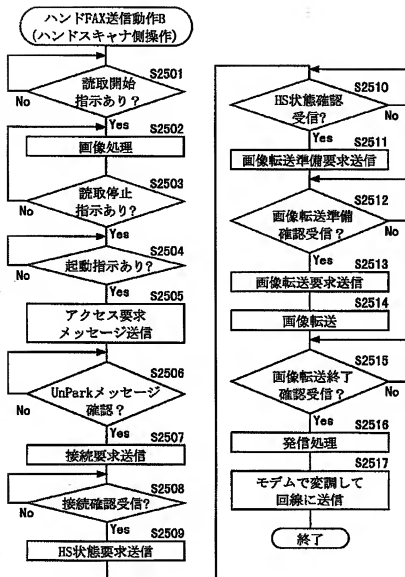 ハンドFAX送信動作B
(ハンドスキャナ側操作)
S2501
読取開始
指示あり?
No
Yes
S2502
画像処理
S2503
読取停止
指示あり?
No
Yes
S2504
起動指示あり?
No
Yes
S2505
アクセス要求
メッセージ送信
S2506
UnParkメッセージ
確認?
No
Yes
S2507
接続要求送信
S2508
接続確認受信?
No
Yes
S2509
HS状態要求送信
S2510
HS状態確認
受信?
No
Yes
S2511
画像転送準備要求送信
S2512
画像転送準備
確認受信?
No
Yes
S2513
画像転送要求送信
S2514
画像転送
S2515
画像転送終了
確認受信?
No
Yes
S2516
発信処理
S2517
モデムで変調して
回線に送信
終了